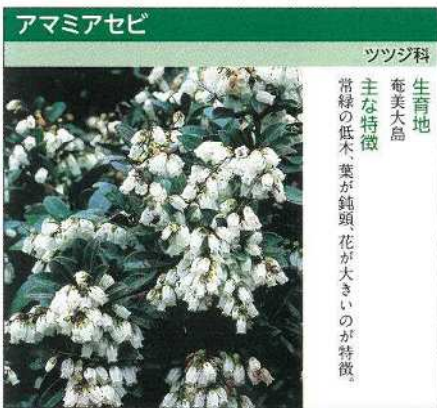 アマミアセビ
ツツジ科
生育地
奄美大島
主な特徴
常緑の低木、葉が鈍頭、花が大きいのが特徴。